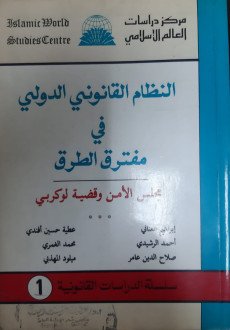 Islamic World
Studies Centre
مركز دراسات
العالم الاسلامي
النظام القانوني الدولي
في
مفترق الطرق
مجلس الأمن وقضية لوكربي
عطية حسين أفندي
أحمد الرشيدي
محمد العمري
صلاح الدين عامر
ميلود المهذبي
سلسلة الدراسات القانونية
1